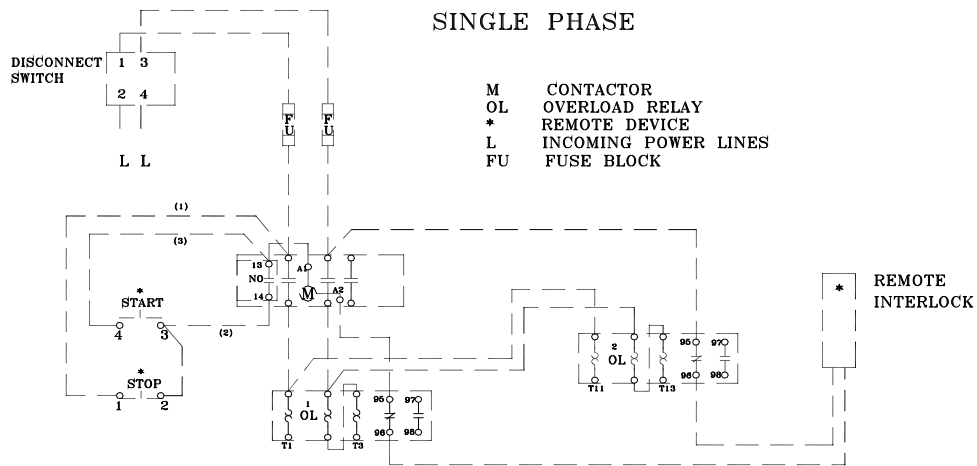 SINGLE PHASE
DISCONNECT
SWITCH
1 3
2 4
L L
FU FU
M CONTACTOR
OL OVERLOAD RELAY
* REMOTE DEVICE
L INCOMING POWER LINES
FU FUSE BLOCK
(1)
(3)
13
NO
14
A1
M
A2
*
START
4 3
(2)
*
STOP
1 2
*
REMOTE
INTERLOCK
2
OL
95 97
96 98
T11 T13
1
OL
95 97
96 98
T1 T3